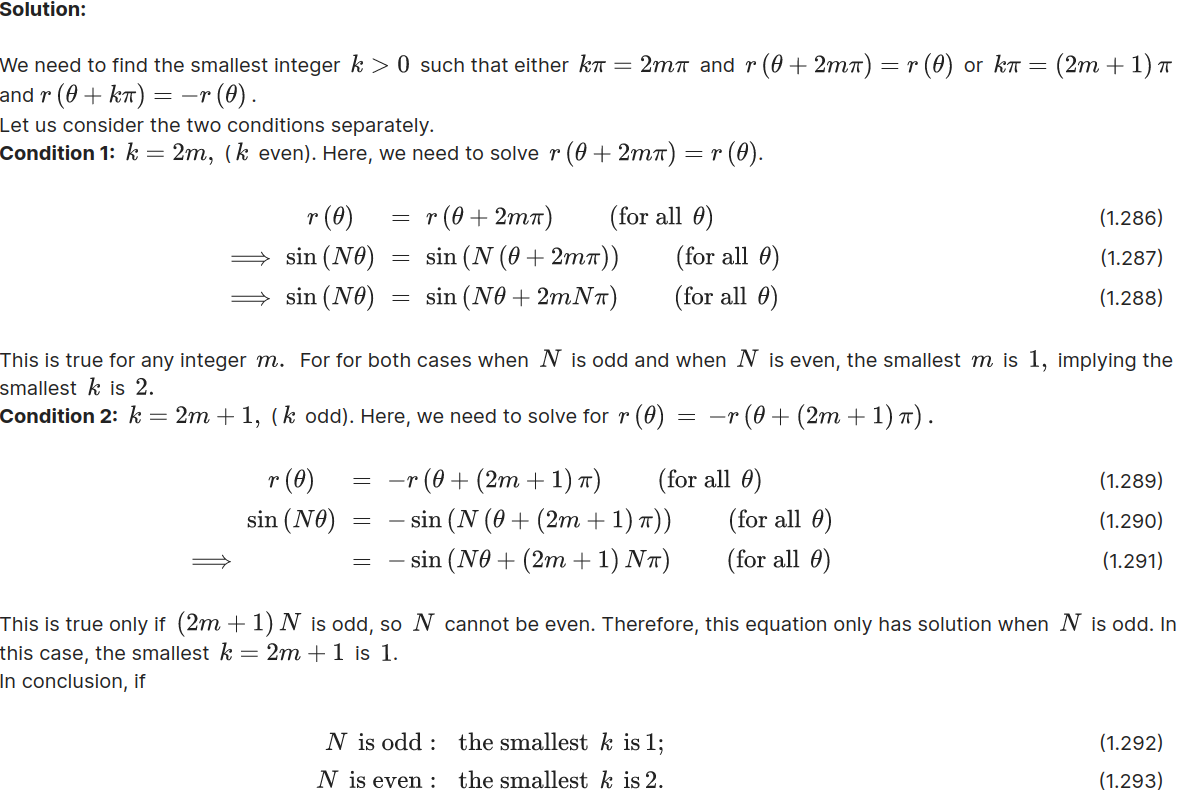 Solution:
We need to find the smallest integer k > 0 such that either kπ = 2mπ and r (θ + 2mπ) = r (θ) or kπ = (2m + 1) π
and r (θ + kπ) = −r (θ) .
Let us consider the two conditions separately.
Condition 1: k = 2m, ( k even). Here, we need to solve r (θ + 2mπ) = r (θ).
r (θ) = r (θ + 2mπ) (for all θ) (1.286)
⟹ sin (Nθ) = sin (N (θ + 2mπ)) (for all θ) (1.287)
⟹ sin (Nθ) = sin (Nθ + 2mNπ) (for all θ) (1.288)
This is true for any integer m. For for both cases when N is odd and when N is even, the smallest m is 1, implying the
smallest k is 2.
Condition 2: k = 2m + 1, ( k odd). Here, we need to solve for r (θ) = −r (θ + (2m + 1) π) .
r (θ) = −r (θ + (2m + 1) π) (for all θ) (1.289)
sin (Nθ) = − sin (N (θ + (2m + 1) π)) (for all θ) (1.290)
⟹ = − sin (Nθ + (2m + 1) Nπ) (for all θ) (1.291)
This is true only if (2m + 1) N is odd, so N cannot be even. Therefore, this equation only has solution when N is odd. In
this case, the smallest k = 2m + 1 is 1.
In conclusion, if
N is odd : the smallest k is 1; (1.292)
N is even : the smallest k is 2. (1.293)